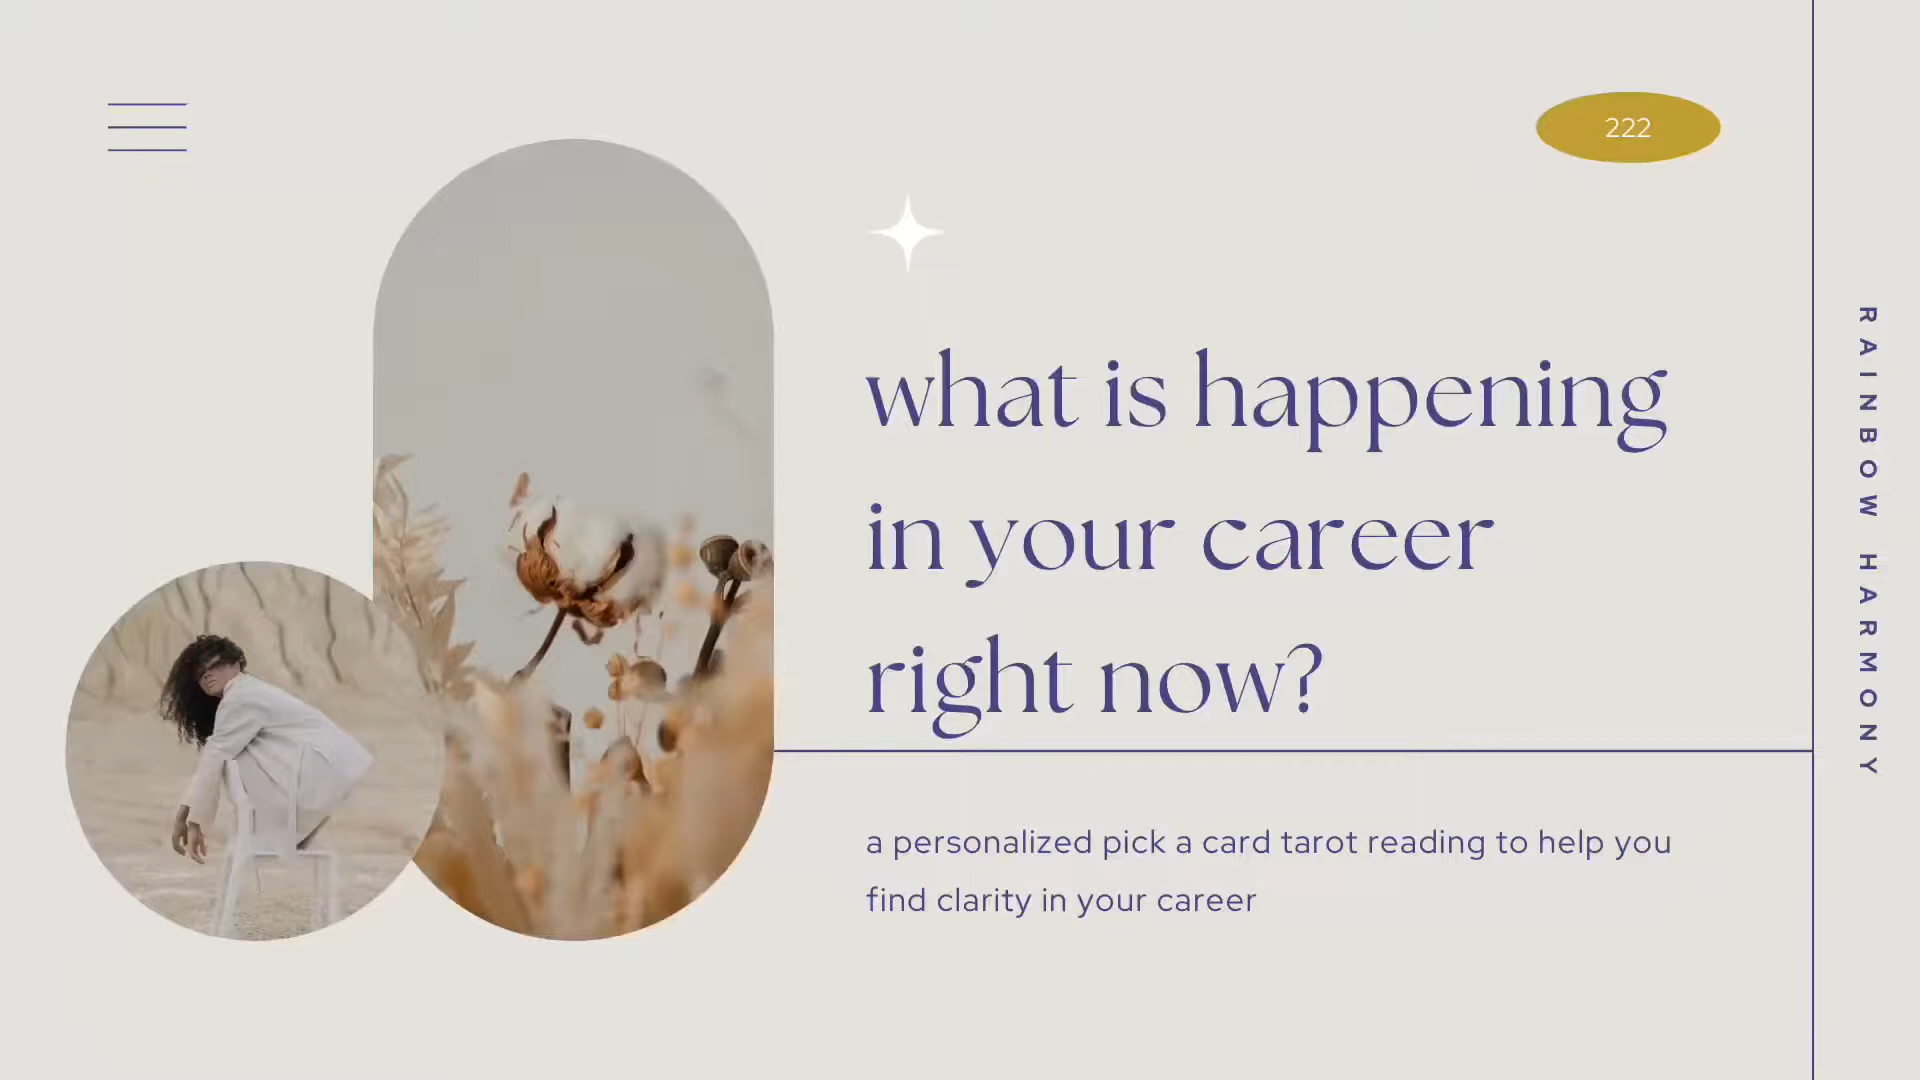 222
what is happening
in your career
right now?
a personalized pick a card tarot reading to help you
find clarity in your career
RAINBOW HARMONY